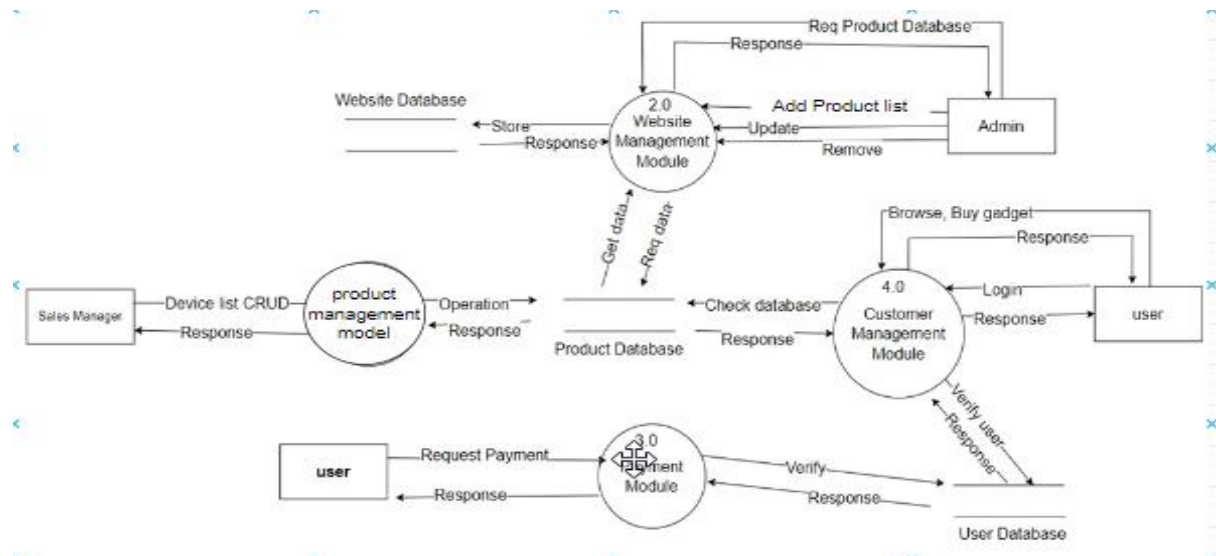 Req Product Database
Response
Website Database
2.0
Website
Management
Module
Add Product list
Admin
Store
Update
Response
Remove
Get data
Req data
Browse, Buy gadget
Response
Sales Manager
Device list CRUD
Response
product
management
model
Operation
Response
Product Database
Check database
Response
4.0
Customer
Management
Module
Login
Response
user
Verify user
Response
user
Request Payment
Response
3.0
Payment
Module
Verify
Response
User Database